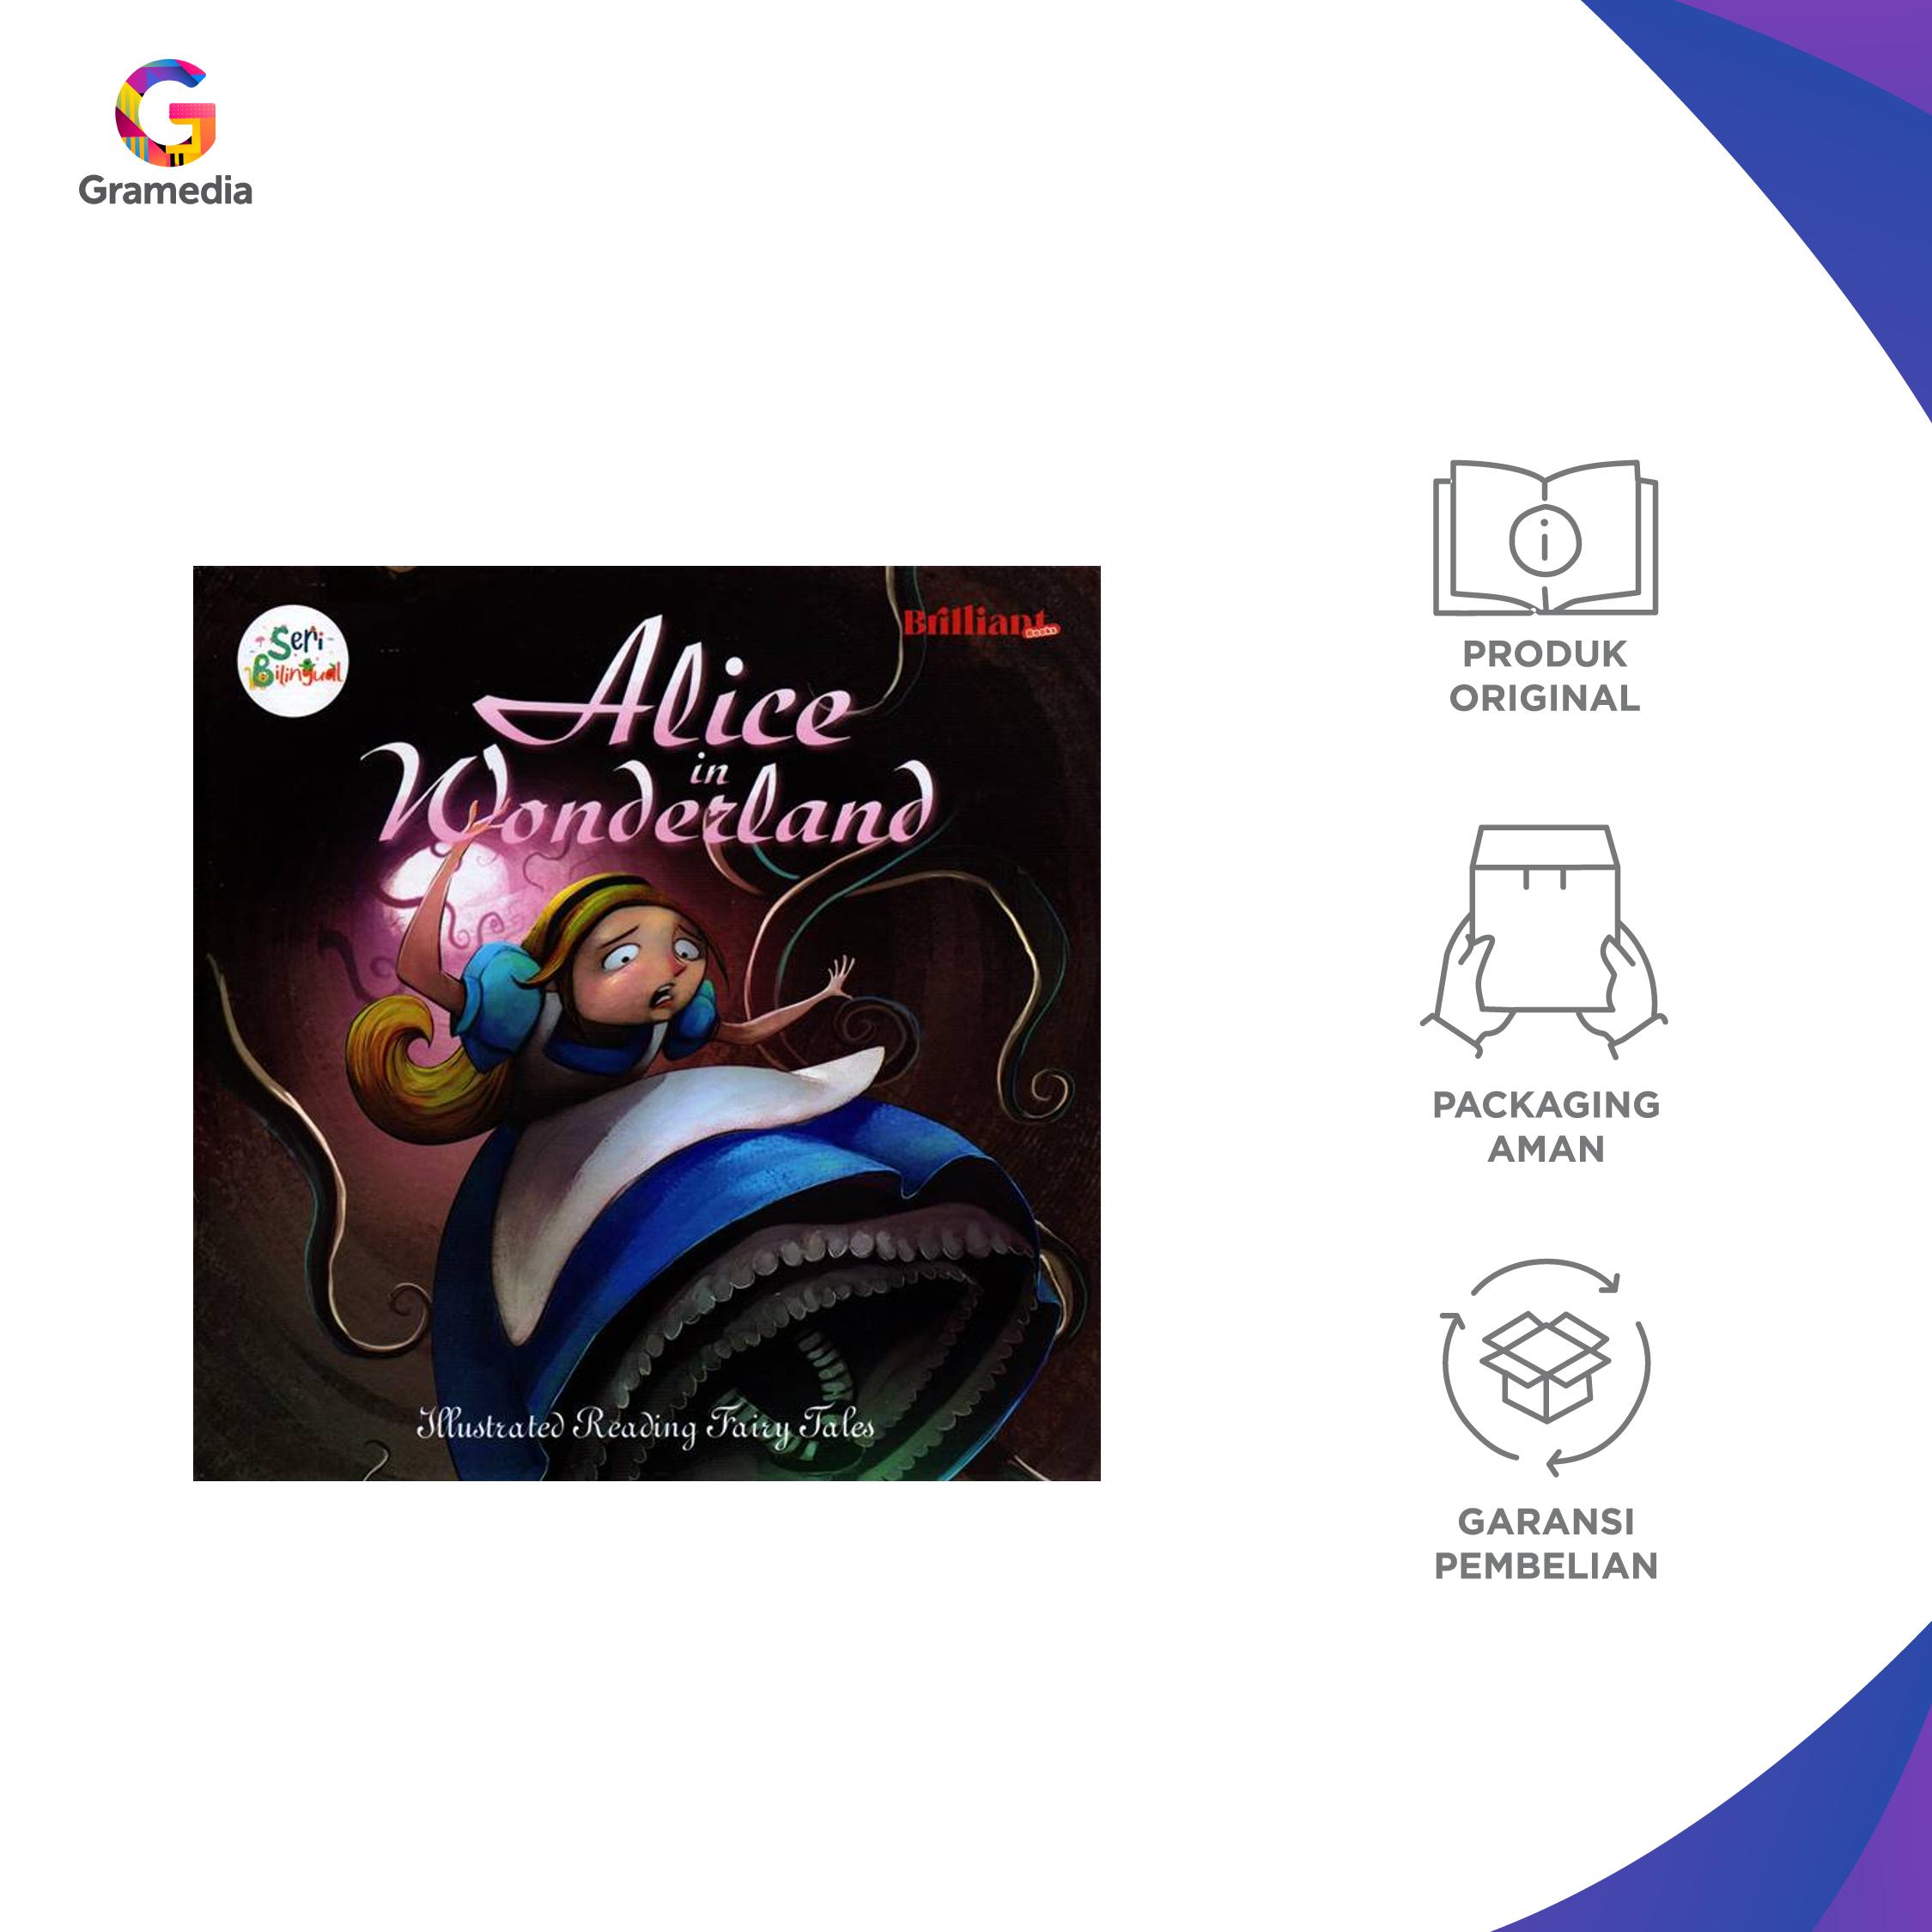 Gramedia
Seri
Bilingual
Brilliant
Books
Alice
in
Wonderland
Illustrated Reading Fairy Tales
PRODUK
ORIGINAL
PACKAGING
AMAN
GARANSI
PEMBELIAN